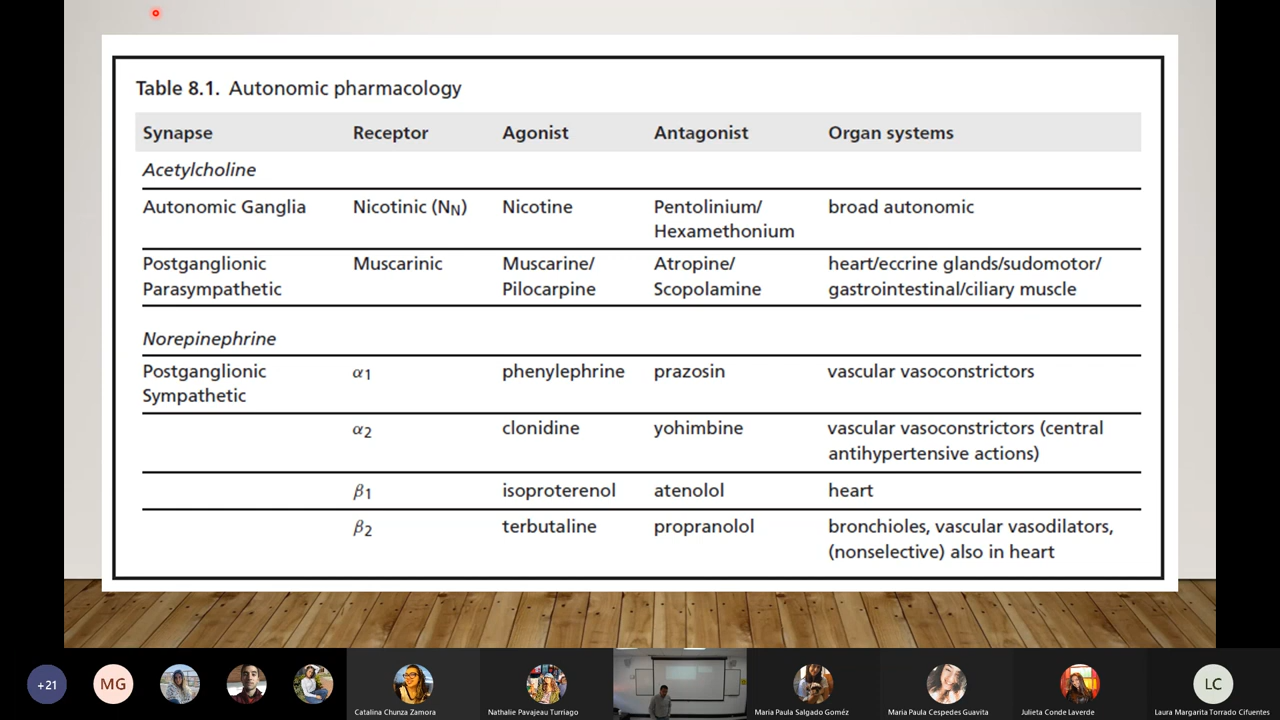 Table 8.1. Autonomic pharmacology
Synapse Receptor Agonist Antagonist Organ systems
Acetylcholine
Autonomic Ganglia Nicotinic (NN) Nicotine Pentolinium/
Hexamethonium broad autonomic
Postganglionic
Parasympathetic Muscarinic Muscarine/
Pilocarpine Atropine/
Scopolamine heart/eccrine glands/sudomotor/
gastrointestinal/ciliary muscle
Norepinephrine
Postganglionic
Sympathetic α1 phenylephrine prazosin vascular vasoconstrictors
α2 clonidine yohimbine vascular vasoconstrictors (central
antihypertensive actions)
β1 isoproterenol atenolol heart
β2 terbutaline propranolol bronchioles, vascular vasodilators,
(nonselective) also in heart
+21
MG
Catalina Chunza Zamora
Nathalie Pavajeau Turriago
Maria Paula Salgado Goméz
Maria Paula Cespedes Guavita
Julieta Conde Laverde
LC
Laura Margarita Torrado Cifuentes